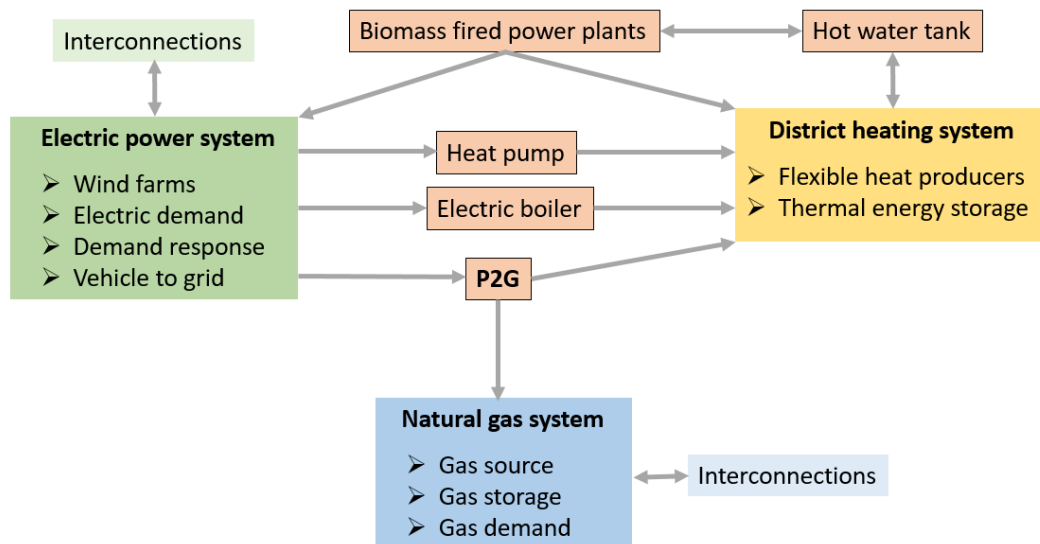 Interconnections
Biomass fired power plants
Hot water tank
Electric power system
➢ Wind farms
➢ Electric demand
➢ Demand response
➢ Vehicle to grid
Heat pump
Electric boiler
P2G
District heating system
➢ Flexible heat producers
➢ Thermal energy storage
Natural gas system
➢ Gas source
➢ Gas storage
➢ Gas demand
Interconnections